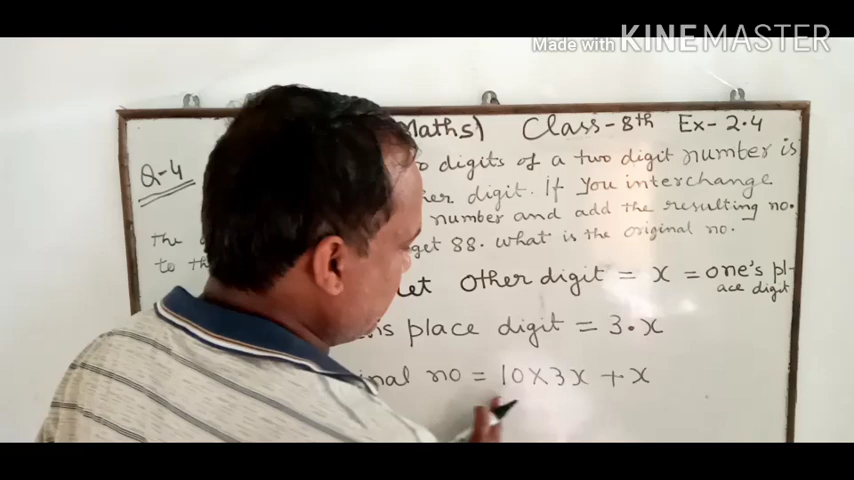 Made with KINEMASTER
Maths) Class-8th Ex-2.4
Q-4
digits of a two digit number is
digit. If you interchange
number and add the resulting no.
The
to th get 88. What is the original no.
Let other digit = x = one's pl-
ace digit
place digit = 3.x
no = 10X3x + x